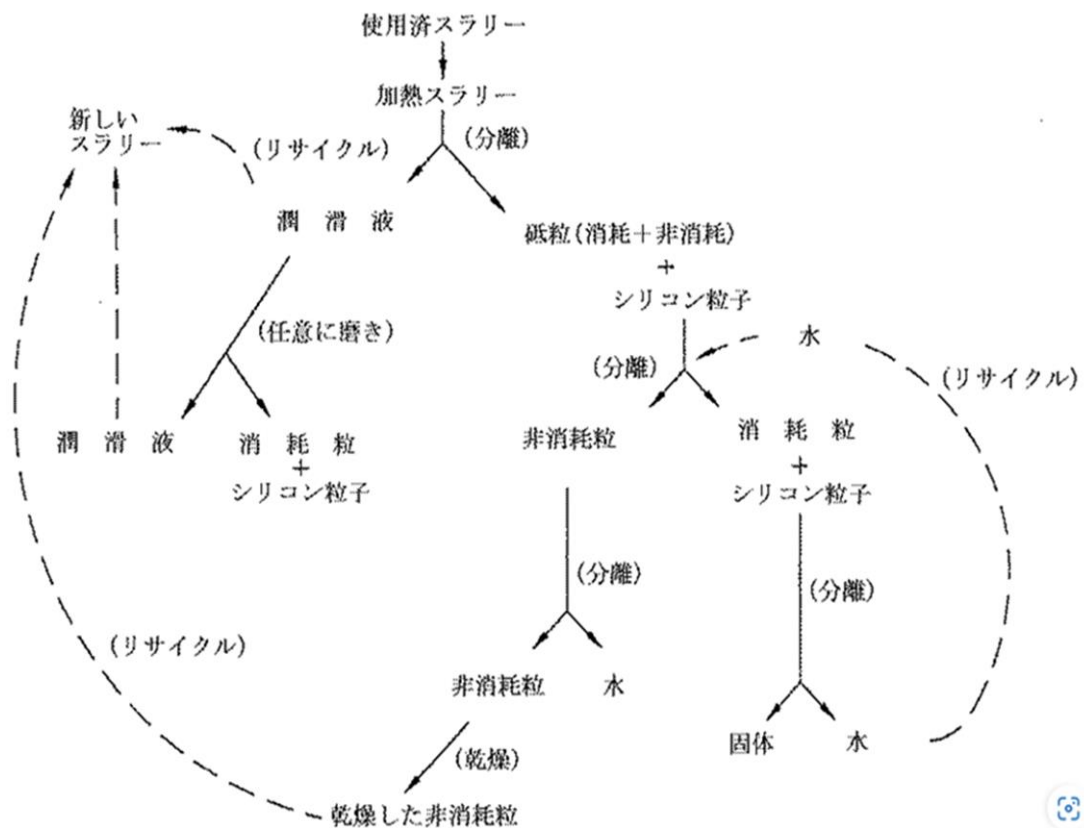 使用済スラリー
加熱スラリー
(分離)
新しい
スラリー
(リサイクル)
潤 滑 液
砥粒(消耗+非消耗)
+
シリコン粒子
(任意に磨き)
水
(分離)
(リサイクル)
潤 滑 液
消 耗 粒
+
シリコン粒子
非消耗粒
消 耗 粒
+
シリコン粒子
(分離)
(分離)
(リサイクル)
非消耗粒
水
固体
水
(乾燥)
乾燥した非消耗粒